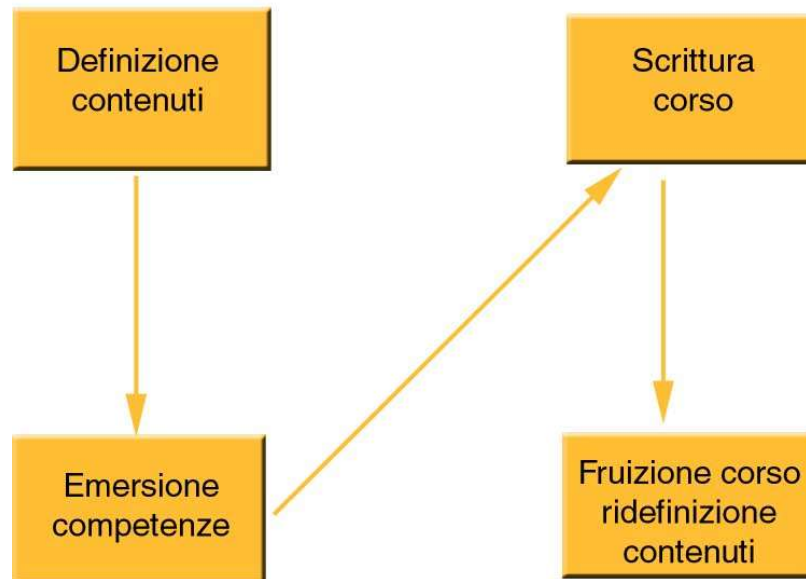 Definizione
contenuti
Emersione
competenze
Scrittura
corso
Fruizione corso
ridefinizione
contenuti